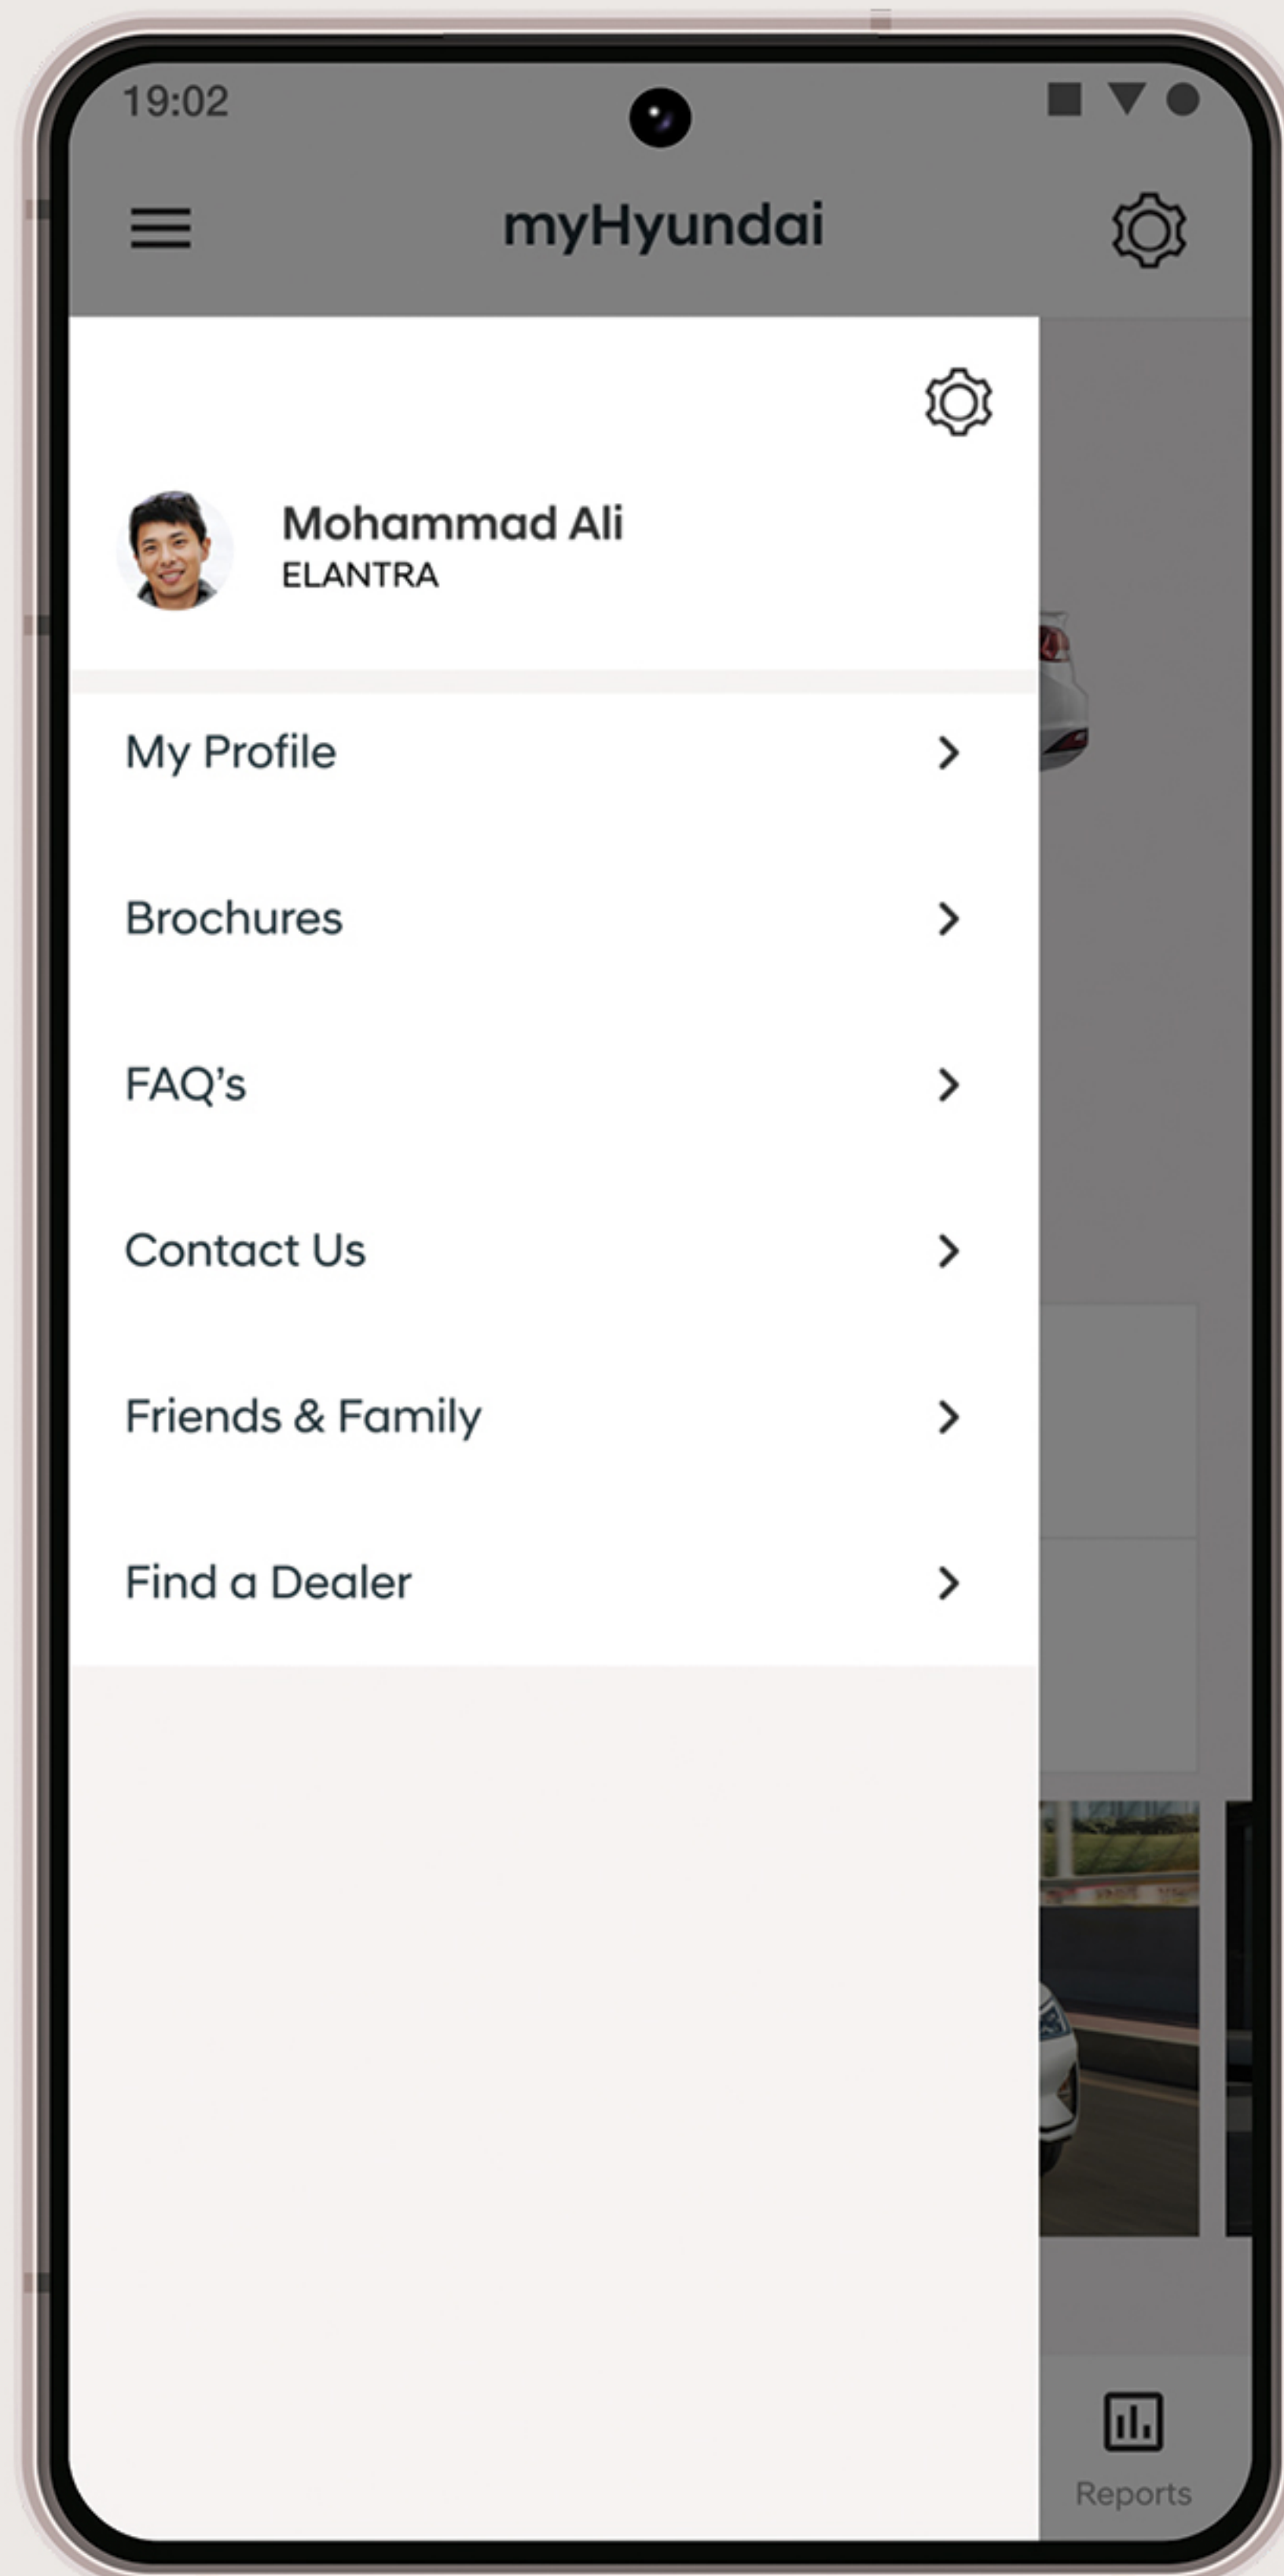 19:02
myHyundai
Mohammad Ali
ELANTRA
My Profile
Brochures
FAQ’s
Contact Us
Friends & Family
Find a Dealer
Reports